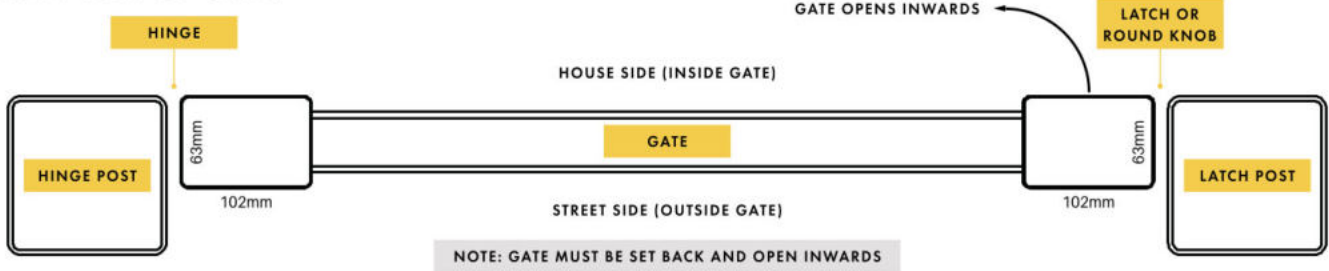 GATE OPENS INWARDS
LATCH OR
ROUND KNOB
HINGE
HOUSE SIDE (INSIDE GATE)
63mm
GATE
63mm
HINGE POST
LATCH POST
102mm
102mm
STREET SIDE (OUTSIDE GATE)
NOTE: GATE MUST BE SET BACK AND OPEN INWARDS